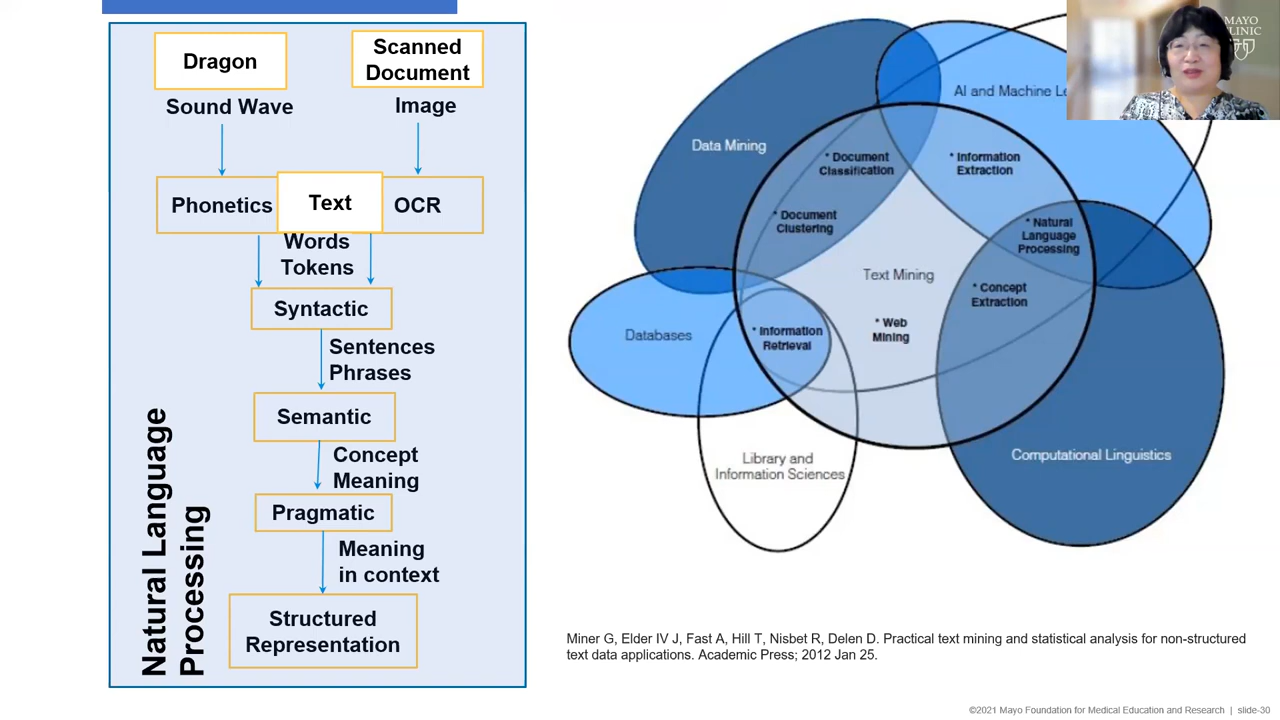 Dragon
Scanned
Document
Sound Wave
Image
Phonetics
Text
OCR
Words
Tokens
Syntactic
Sentences
Phrases
Semantic
Concept
Meaning
Pragmatic
Meaning
in context
Structured
Representation
Natural Language
Processing
Data Mining
AI and Machine Le
* Document
Classification
* Information
Extraction
* Document
Clustering
* Natural
Language
Processing
Text Mining
* Concept
Extraction
Databases
* Information
Retrieval
* Web
Mining
Library and
Information Sciences
Computational Linguistics
MAYO
CLINIC
Miner G, Elder IV J, Fast A, Hill T, Nisbet R, Delen D. Practical text mining and statistical analysis for non-structured
text data applications. Academic Press; 2012 Jan 25.
©2021 Mayo Foundation for Medical Education and Research | slide-30